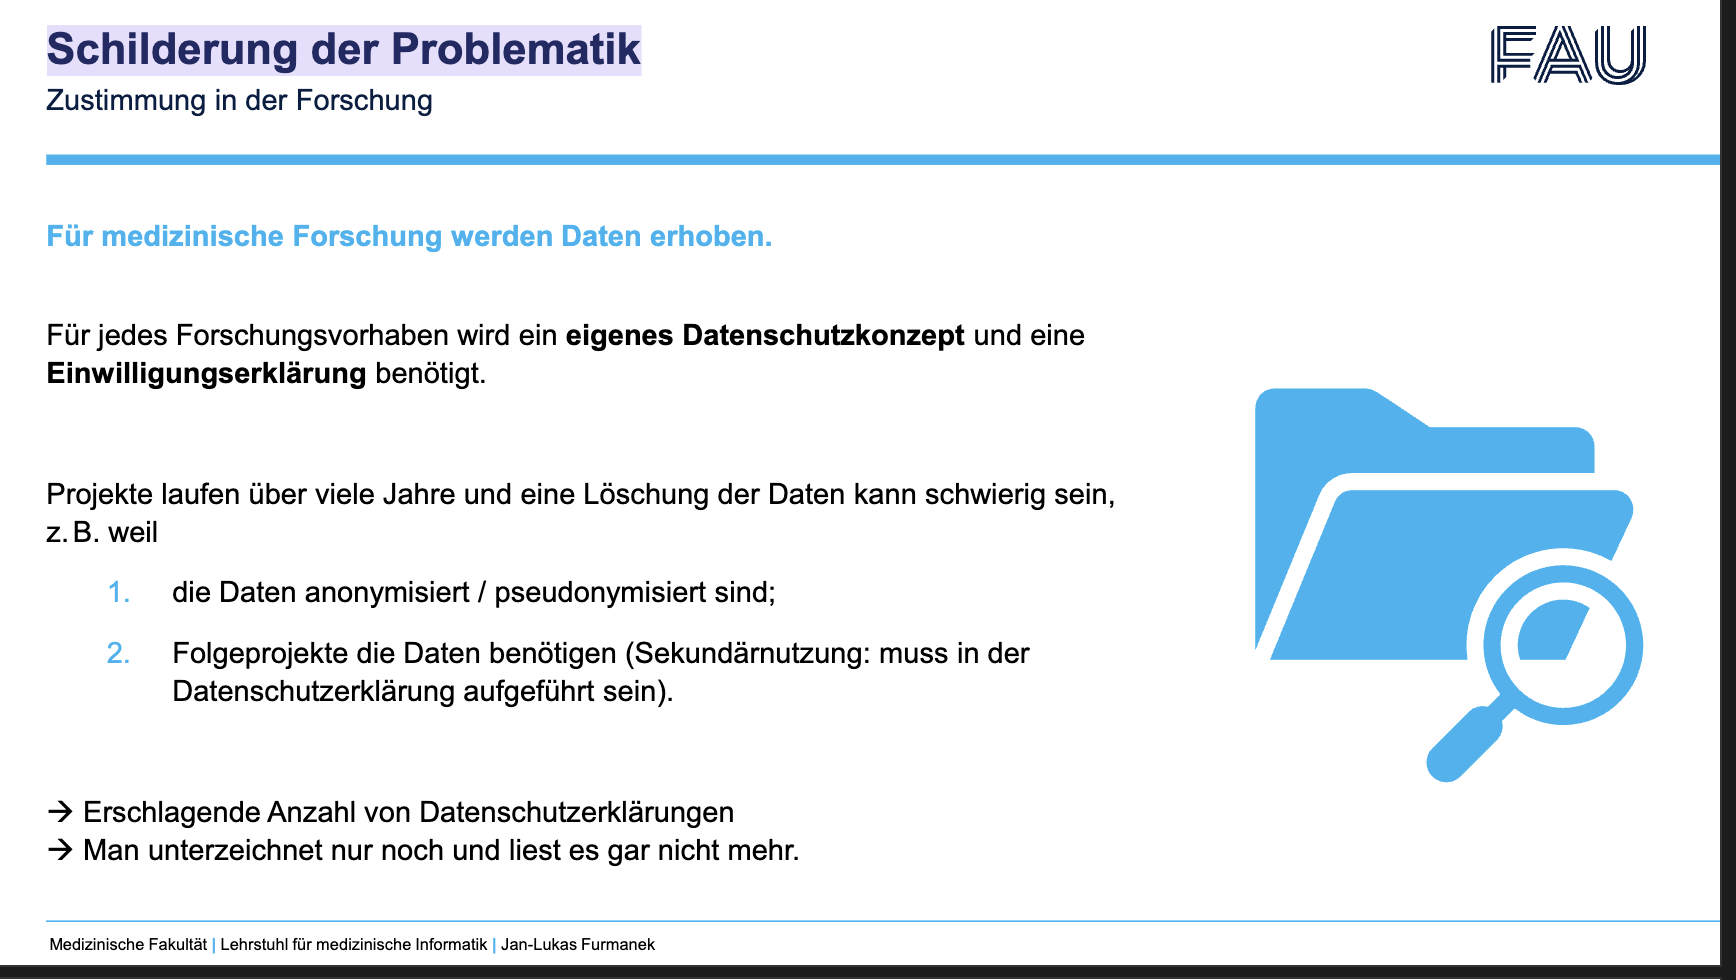 Schilderung der Problematik
FAU
Zustimmung in der Forschung
Für medizinische Forschung werden Daten erhoben.
Für jedes Forschungsvorhaben wird ein eigenes Datenschutzkonzept und eine
Einwilligungserklärung benötigt.
Projekte laufen über viele Jahre und eine Löschung der Daten kann schwierig sein,
z. B. weil
1. die Daten anonymisiert / pseudonymisiert sind;
2. Folgeprojekte die Daten benötigen (Sekundärnutzung: muss in der
Datenschutzerklärung aufgeführt sein).
→ Erschlagende Anzahl von Datenschutzerklärungen
→ Man unterzeichnet nur noch und liest es gar nicht mehr.
Medizinische Fakultät | Lehrstuhl für medizinische Informatik | Jan-Lukas Furmanek